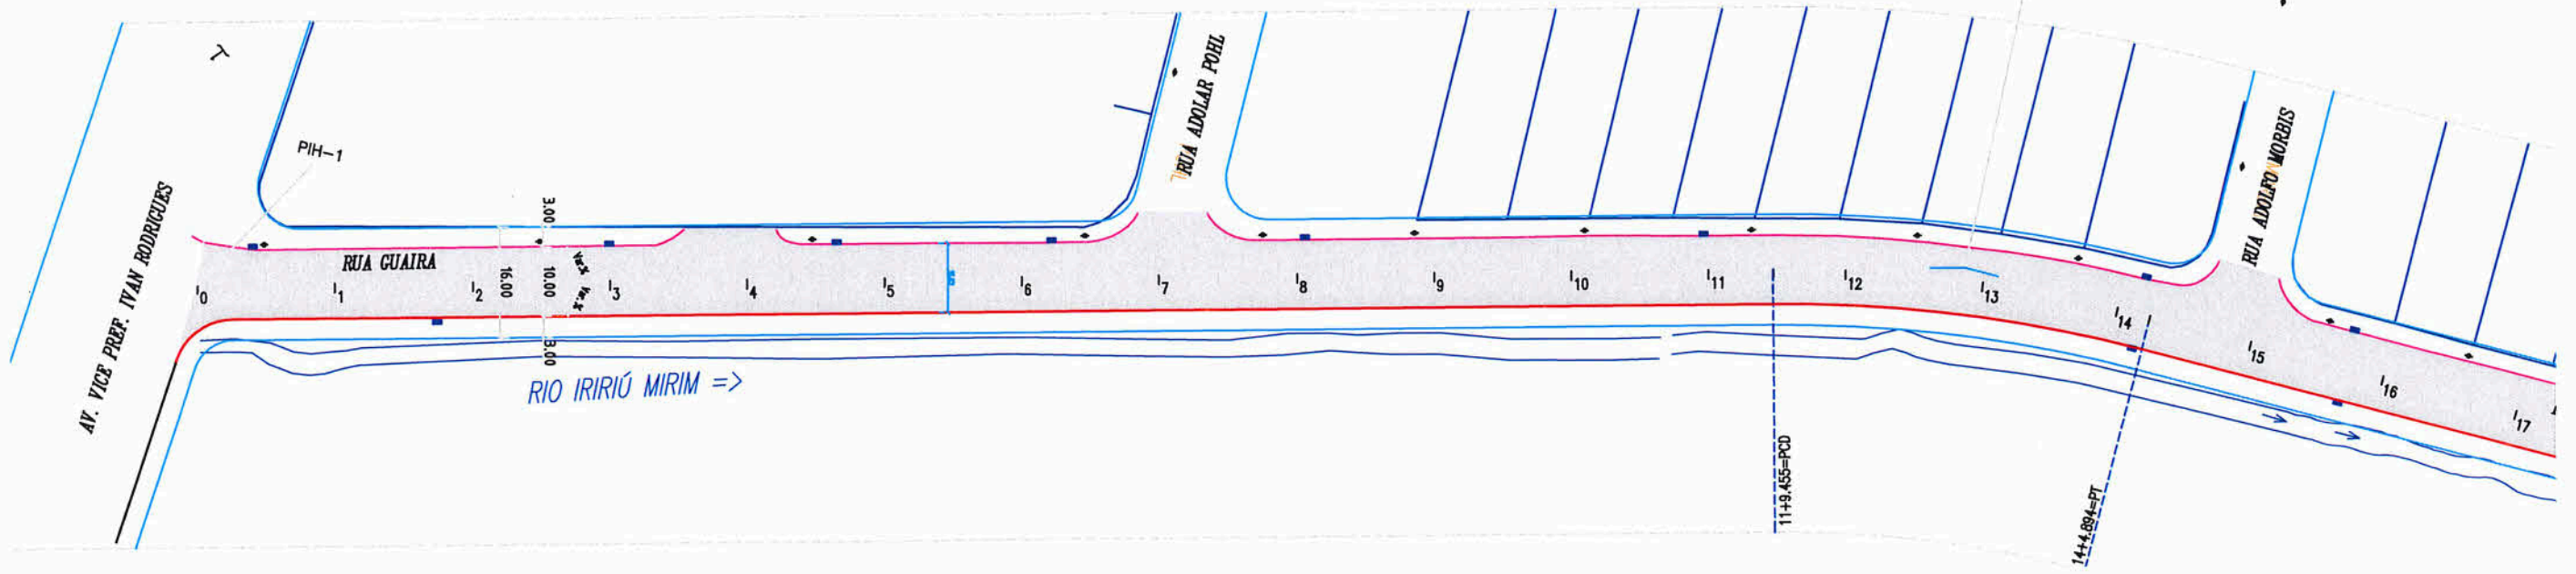 AV. VICE PREF. IVAN RODRIGUES
PIH-1
RUA GUAIRA
3.00
16.00
10.00
3.00
RIO IRIRIÚ MIRIM =>
RUA ADOLAR POHL
RUA ADOLFO MORBIS
0
1
2
3
4
5
6
7
8
9
10
11
12
13
14
15
16
17
11+9.455=PCD
14+4.894=PT